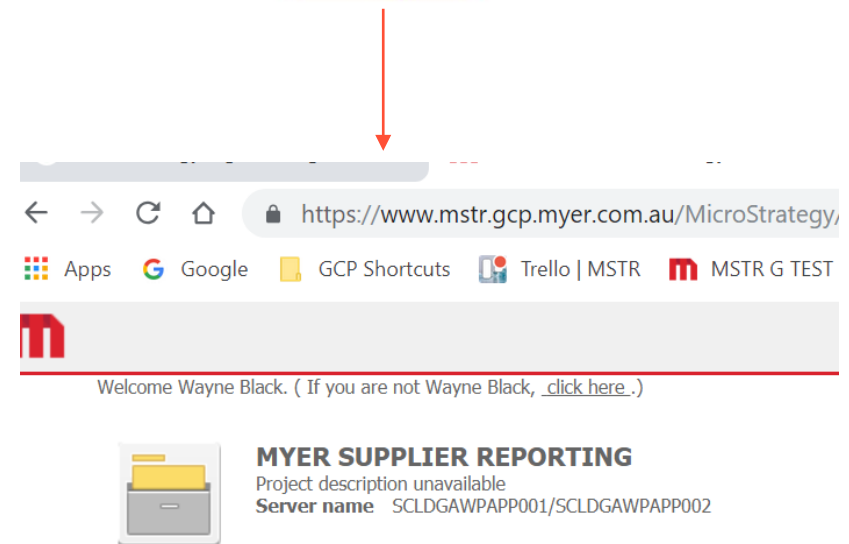 https://www.mstr.gcp.myer.com.au/MicroStrategy/
Apps Google GCP Shortcuts Trello | MSTR MSTR G TEST
Welcome Wayne Black. ( If you are not Wayne Black, click here .)
MYER SUPPLIER REPORTING
Project description unavailable
Server name SCLDGAWPAPP001/SCLDGAWPAPP002